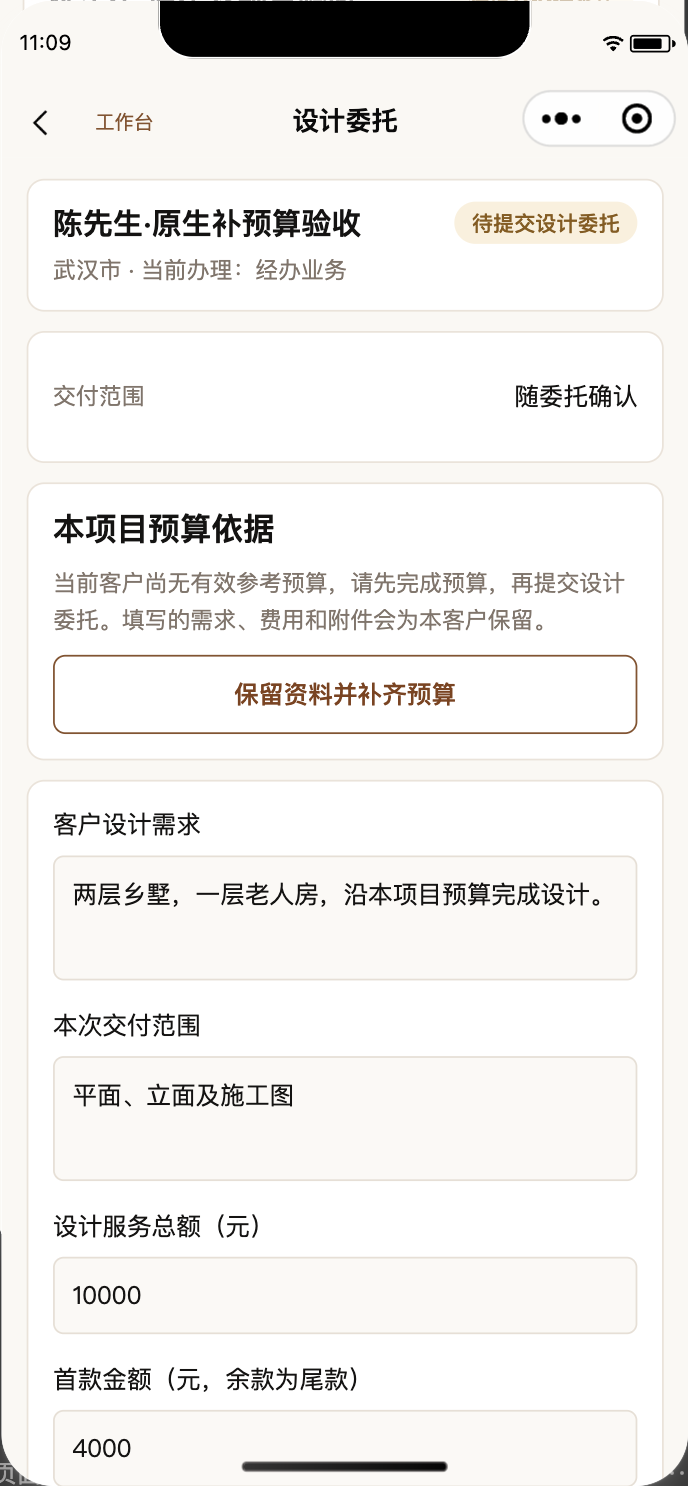 11:09
工作台
设计委托
陈先生·原生补预算验收
待提交设计委托
武汉市 · 当前办理：经办业务
交付范围
随委托确认
本项目预算依据
当前客户尚无有效参考预算，请先完成预算，再提交设计
委托。填写的需求、费用和附件会为本客户保留。
保留资料并补齐预算
客户设计需求
两层乡墅，一层老人房，沿本项目预算完成设计。
本次交付范围
平面、立面及施工图
设计服务总额（元）
10000
首款金额（元，余款为尾款）
4000